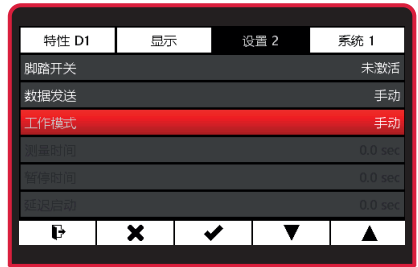 特性 D1 显示 设置 2 系统 1
脚踏开关 未激活
数据发送 手动
工作模式 手动
测量时间 0.0 sec
暂停时间 0.0 sec
延迟启动 0.0 sec